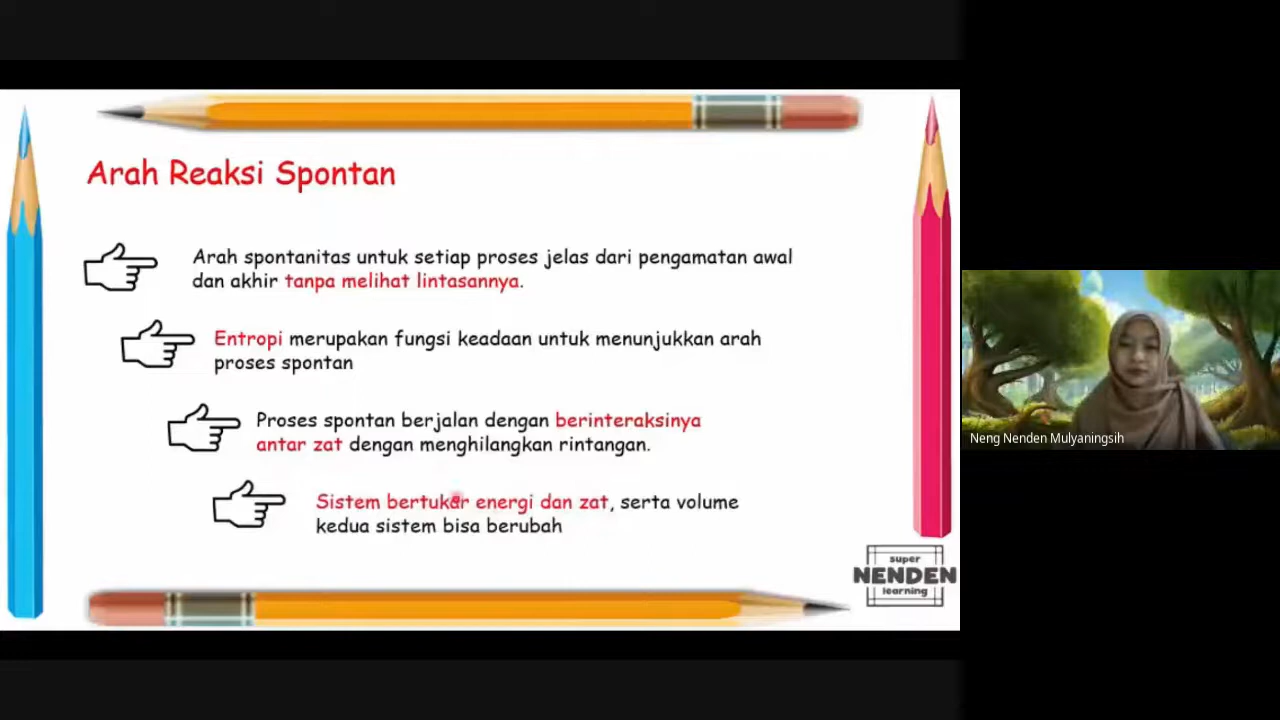 Arah Reaksi Spontan
Arah spontanitas untuk setiap proses jelas dari pengamatan awal
dan akhir tanpa melihat lintasannya.
Entropi merupakan fungsi keadaan untuk menunjukkan arah
proses spontan
Proses spontan berjalan dengan berinteraksinya
antar zat dengan menghilangkan rintangan.
Sistem bertukar energi dan zat, serta volume
kedua sistem bisa berubah
super
NENDEN
learning
Neng Nenden Mulyaningsih